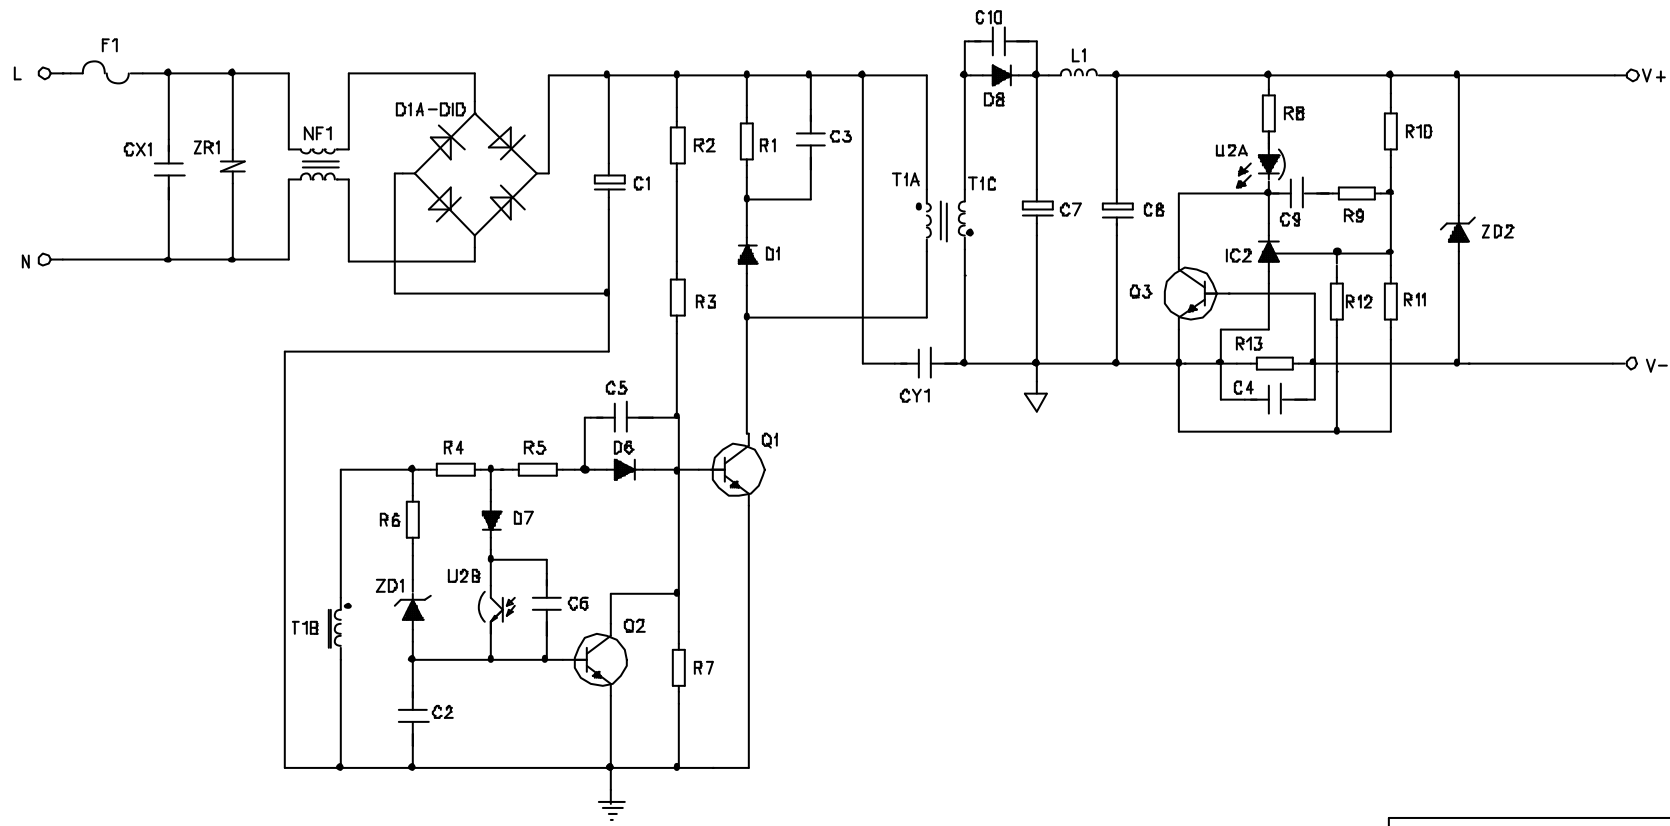 F1
L
N
CX1
ZR1
NF1
D1A-D1D
C1
R2
R1
C3
D1
R3
T1A
T1C
C10
D8
L1
C7
C8
CY1
R8
U2A
C9
R9
R10
IC2
Q3
R12
R11
R13
C4
ZD2
V+
V-
C5
D6
Q1
R4
R5
R6
D7
ZD1
U2B
C6
T1B
Q2
R7
C2